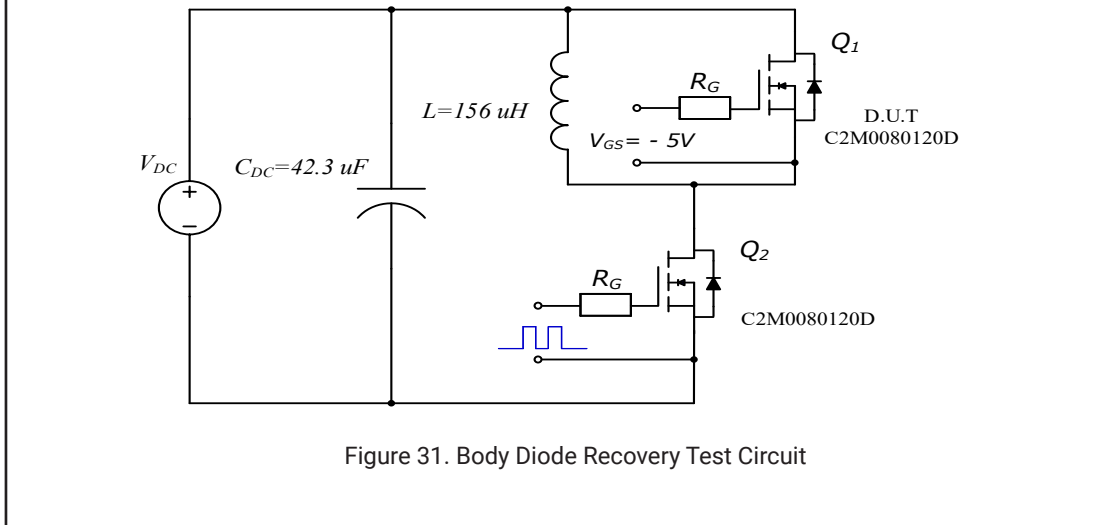 Q1
RG
L=156 uH
D.U.T
C2M0080120D
VGS= - 5V
VDC
CDC=42.3 uF
+
−
Q2
RG
C2M0080120D
Figure 31. Body Diode Recovery Test Circuit